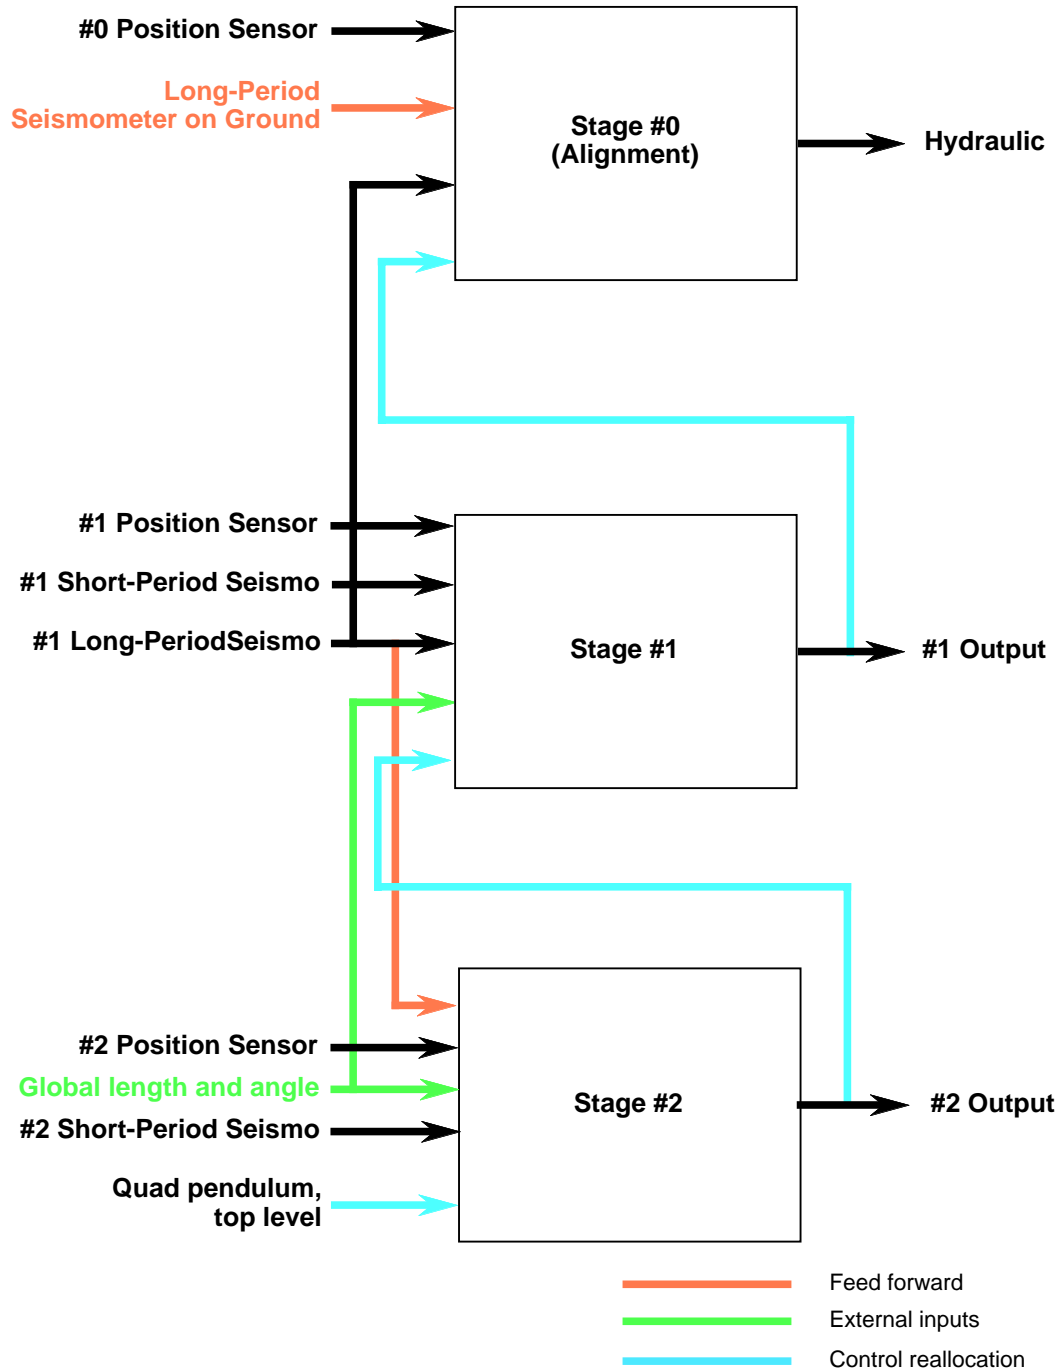 #0 Position Sensor
Long-Period
Seismometer on Ground
Stage #0
(Alignment)
Hydraulic
#1 Position Sensor
#1 Short-Period Seismo
#1 Long-PeriodSeismo
Stage #1
#1 Output
#2 Position Sensor
Global length and angle
#2 Short-Period Seismo
Stage #2
#2 Output
Quad pendulum,
top level
Feed forward
External inputs
Control reallocation